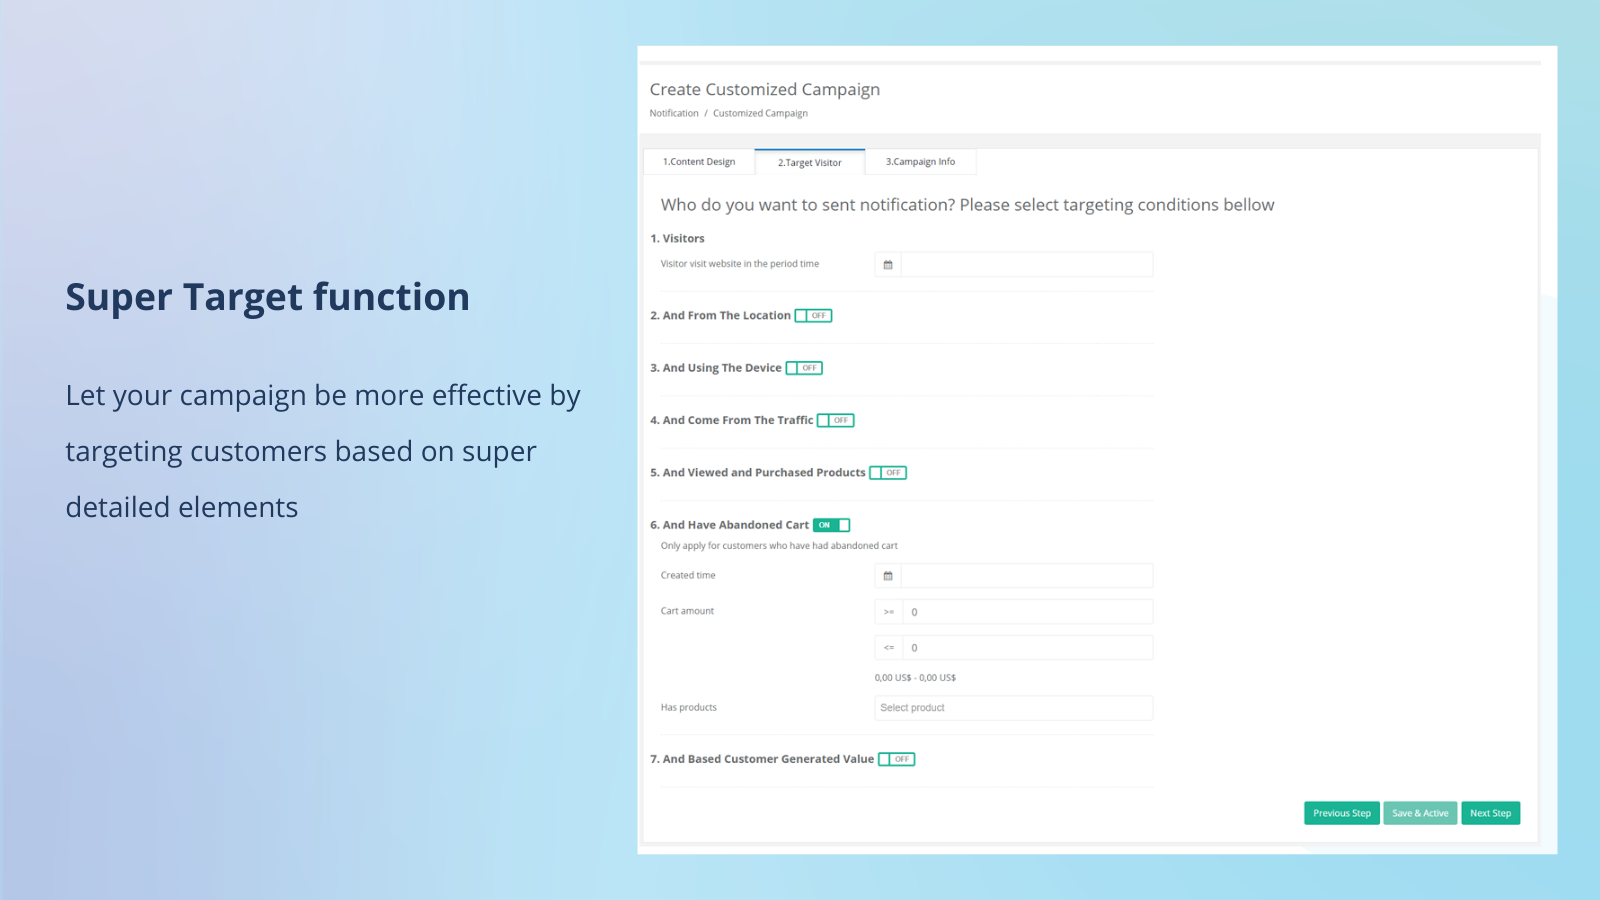 Super Target function
Let your campaign be more effective by
targeting customers based on super
detailed elements
Create Customized Campaign
Notification / Customized Campaign
1.Content Design
2.Target Visitor
3.Campaign Info
Who do you want to sent notification? Please select targeting conditions bellow
1. Visitors
Visitor visit website in the period time
2. And From The Location OFF
3. And Using The Device OFF
4. And Come From The Traffic OFF
5. And Viewed and Purchased Products OFF
6. And Have Abandoned Cart ON
Only apply for customers who have had abandoned cart
Created time
Cart amount >= 0
<= 0
0,00 US$ - 0,00 US$
Has products Select product
7. And Based Customer Generated Value OFF
Previous Step Save & Active Next Step